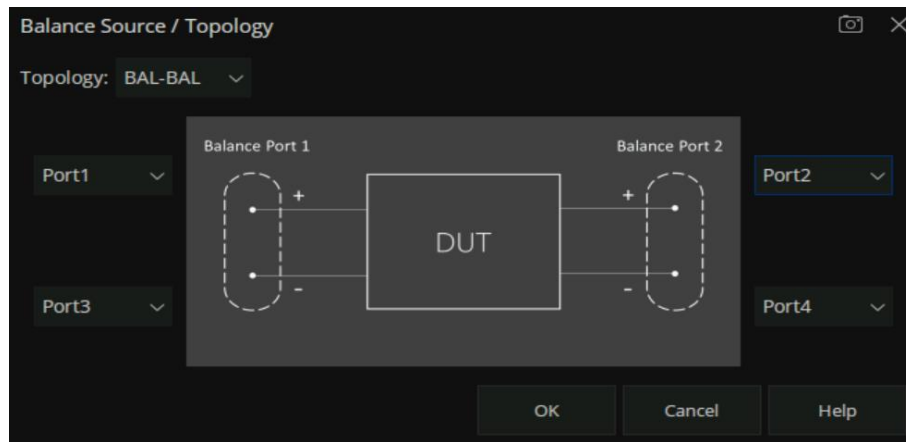 Balance Source / Topology
Topology: BAL-BAL
Balance Port 1
Balance Port 2
Port1
Port2
+
+
DUT
-
-
Port3
Port4
OK
Cancel
Help